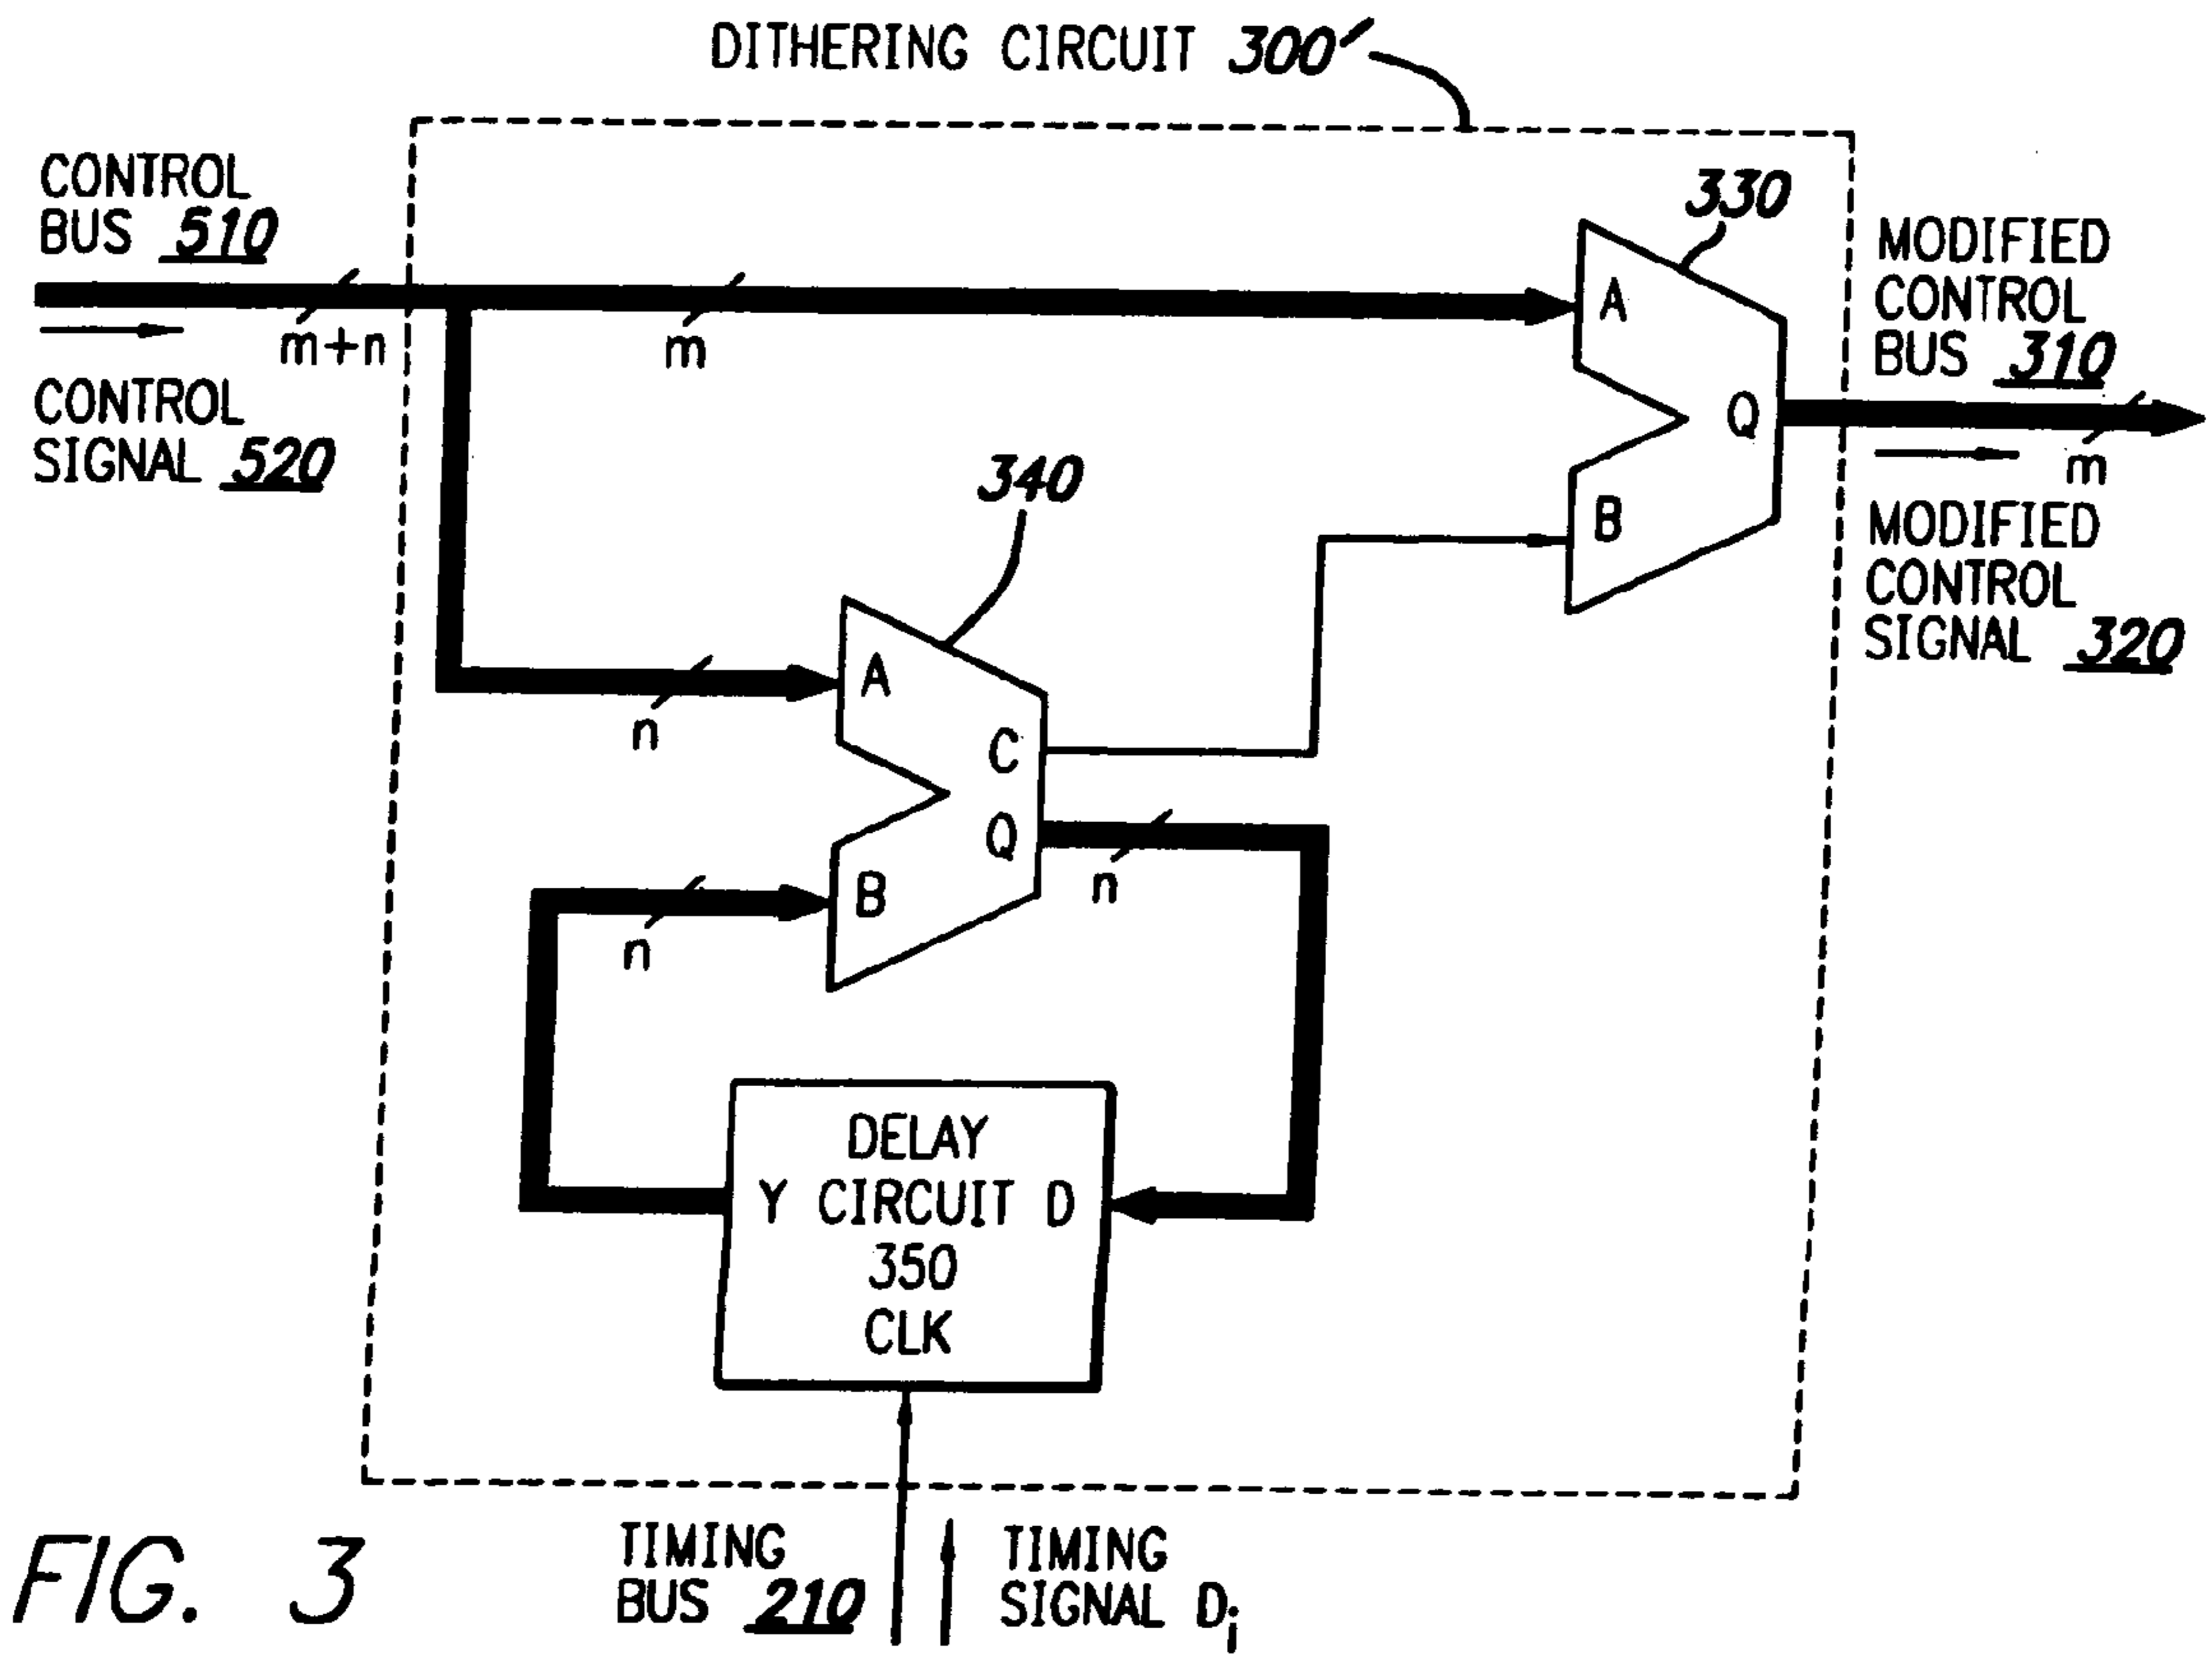 DITHERING CIRCUIT 300′
CONTROL
BUS 510
m+n
CONTROL
SIGNAL 520
m
330
A
B
Q
MODIFIED
CONTROL
BUS 310
m
MODIFIED
CONTROL
SIGNAL 320
340
n
A
C
Q
n
B
n
DELAY
Y CIRCUIT D
350
CLK
TIMING
BUS 210
TIMING
SIGNAL Di
FIG. 3